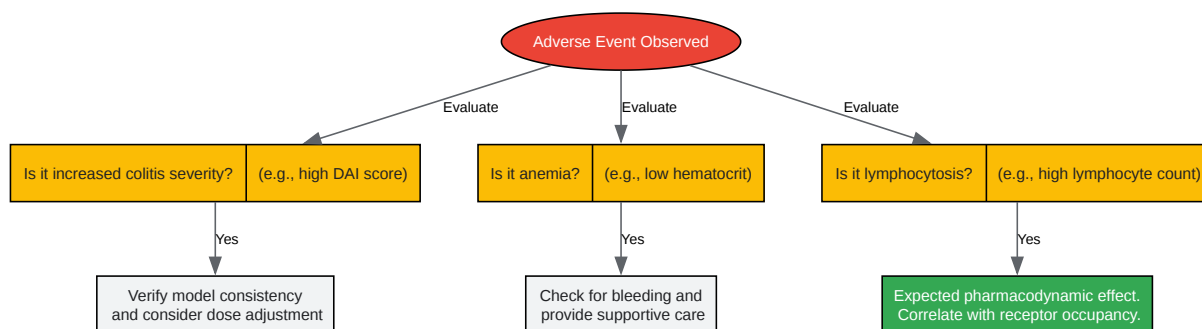 Adverse Event Observed
Evaluate
Evaluate
Evaluate
Is it increased colitis severity?
(e.g., high DAI score)
Is it anemia?
(e.g., low hematocrit)
Is it lymphocytosis?
(e.g., high lymphocyte count)
Yes
Yes
Yes
Verify model consistency
and consider dose adjustment
Check for bleeding and
provide supportive care
Expected pharmacodynamic effect.
Correlate with receptor occupancy.